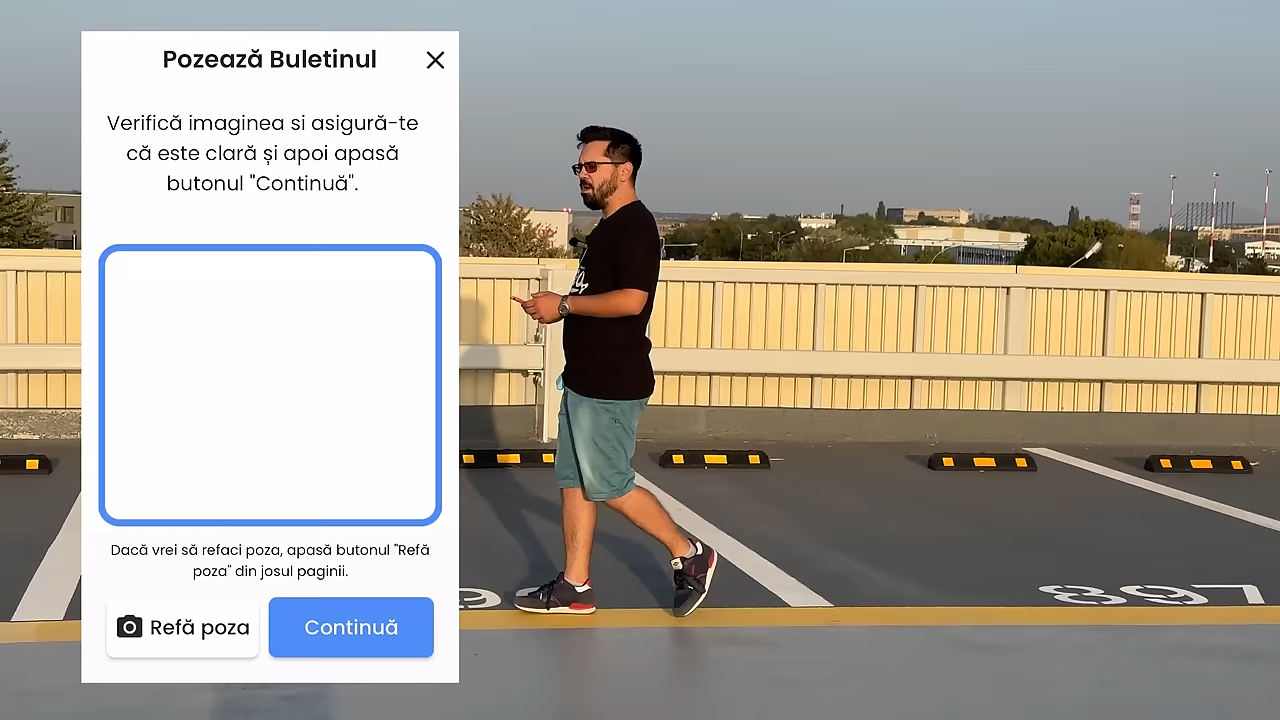 Pozează Buletinul
Verifică imaginea si asigură-te
că este clară și apoi apasă
butonul "Continuă".
Dacă vrei să refaci poza, apasă butonul "Refă
poza" din josul paginii.
Refă poza
Continuă
897